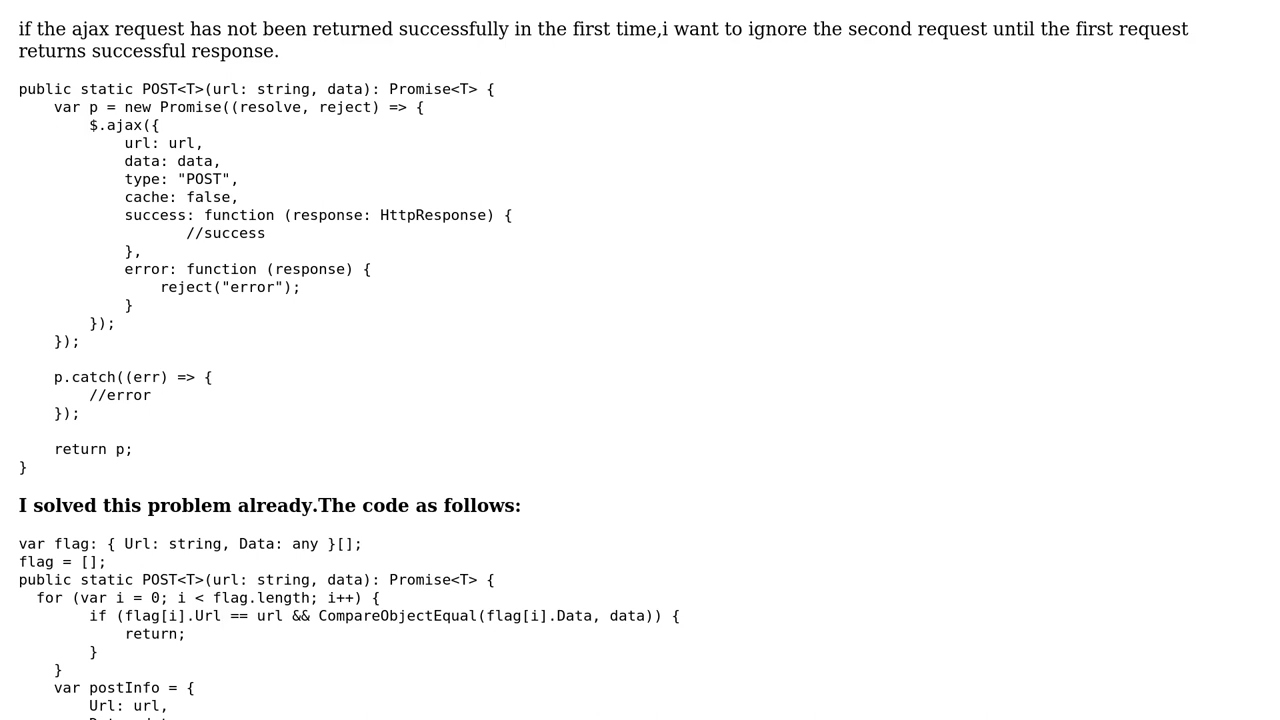 if the ajax request has not been returned successfully in the first time,i want to ignore the second request until the first request
returns successful response.
public static POST<T>(url: string, data): Promise<T> {
    var p = new Promise((resolve, reject) => {
        $.ajax({
            url: url,
            data: data,
            type: "POST",
            cache: false,
            success: function (response: HttpResponse) {
                   //success
            },
            error: function (response) {
                reject("error");
            }
        });
    });

    p.catch((err) => {
        //error
    });

    return p;
}
I solved this problem already.The code as follows:
var flag: { Url: string, Data: any }[];
flag = [];
public static POST<T>(url: string, data): Promise<T> {
  for (var i = 0; i < flag.length; i++) {
        if (flag[i].Url == url && CompareObjectEqual(flag[i].Data, data)) {
            return;
        }
    }
    var postInfo = {
        Url: url,